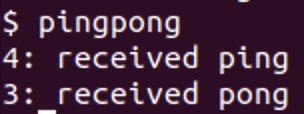 $ pingpong
4: received ping
3: received pong